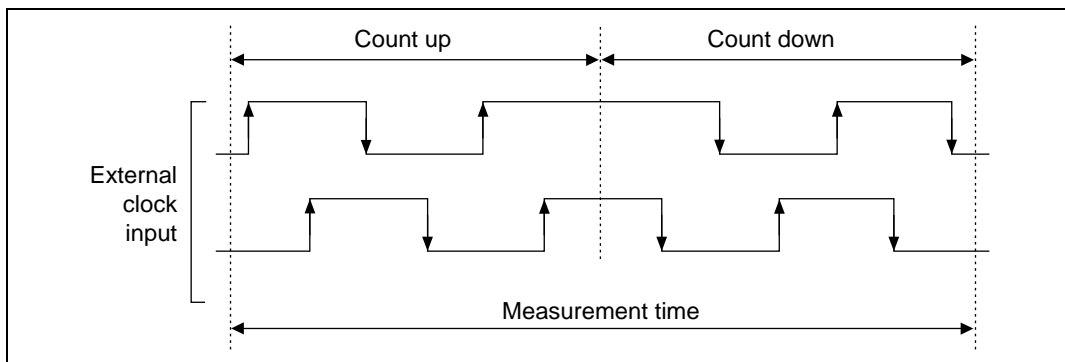 Count up
Count down
External
clock
input
Measurement time